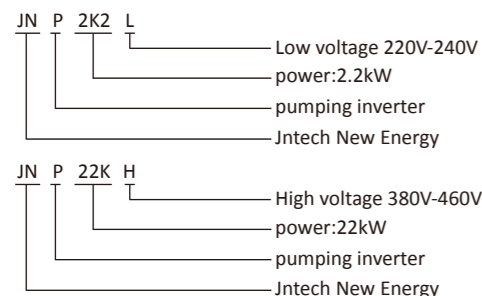 JN P 2K2 L
Low voltage 220V-240V
power:2.2kW
pumping inverter
Jntech New Energy
JN P 22K H
High voltage 380V-460V
power:22kW
pumping inverter
Jntech New Energy